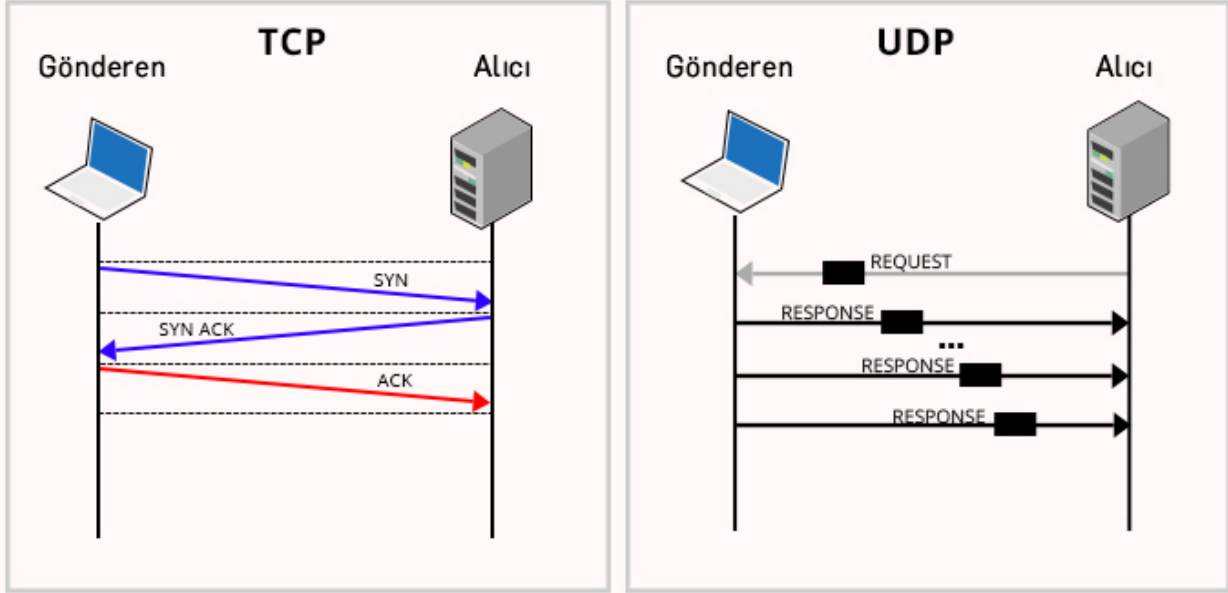 TCP
Gönderen
Alıcı
SYN
SYN ACK
ACK
UDP
Gönderen
Alıcı
REQUEST
RESPONSE
...
RESPONSE
RESPONSE